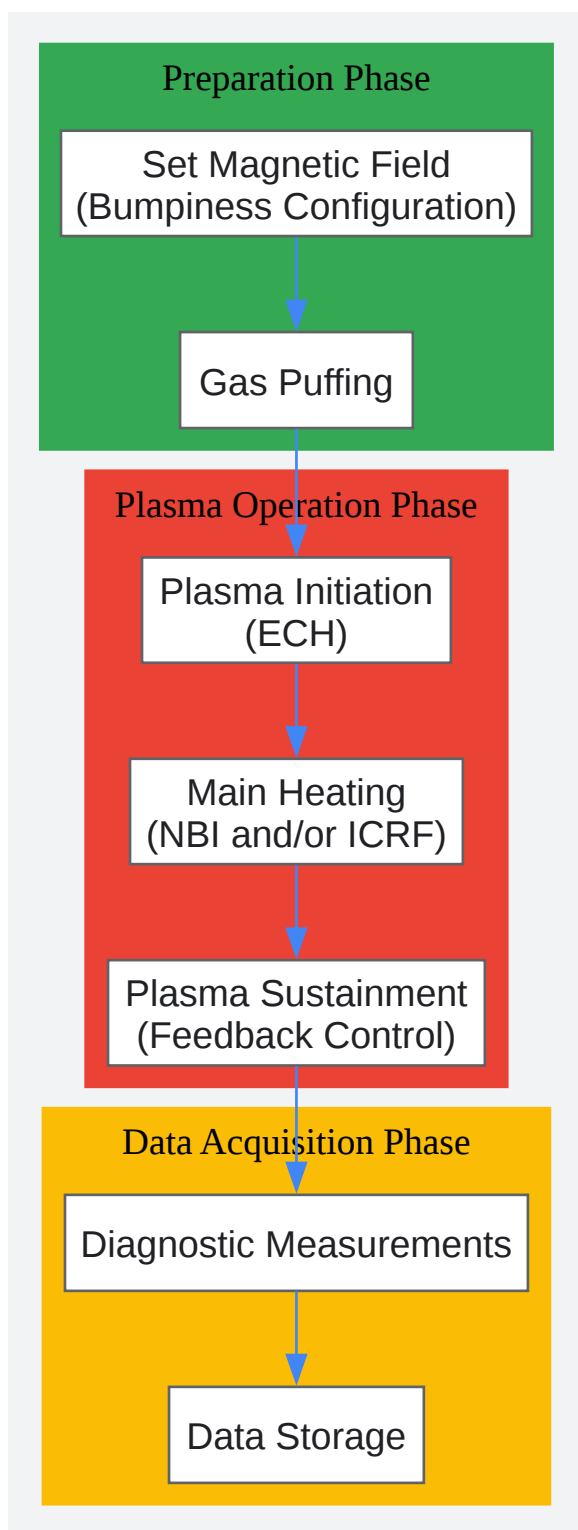 Preparation Phase
Set Magnetic Field
(Bumpiness Configuration)
Gas Puffing
Plasma Operation Phase
Plasma Initiation
(ECH)
Main Heating
(NBI and/or ICRF)
Plasma Sustainment
(Feedback Control)
Data Acquisition Phase
Diagnostic Measurements
Data Storage